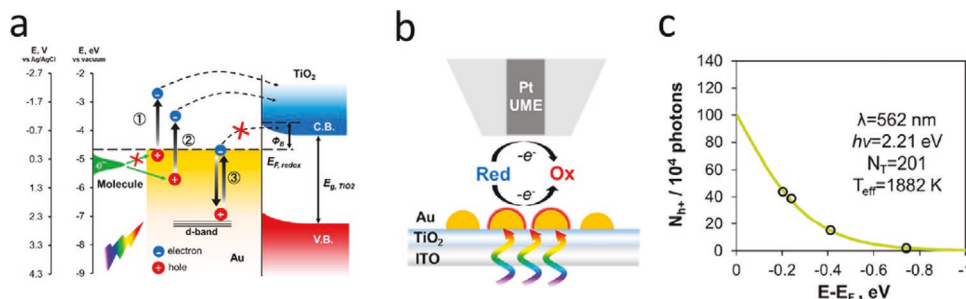 a
E, V
vs Ag/AgCl
E, eV
vs vacuum
-2.7
-1.7
-0.7
0.3
1.3
2.3
3.3
4.3
-2
-3
-4
-5
-6
-7
-8
-9
TiO₂
C.B.
①
②
③
Φ_B
E_F, redox
E_g, TiO2
e⁻
Molecule
d-band
V.B.
electron
hole
Au
b
Pt
UME
-e⁻
Red
Ox
-e⁻
Au
TiO₂
ITO
c
N_h+ / 10⁴ photons
140
120
100
80
60
40
20
0
λ=562 nm
hν=2.21 eV
N_T=201
T_eff=1882 K
0
-0.2
-0.4
-0.6
-0.8
-1
E-E_F , eV